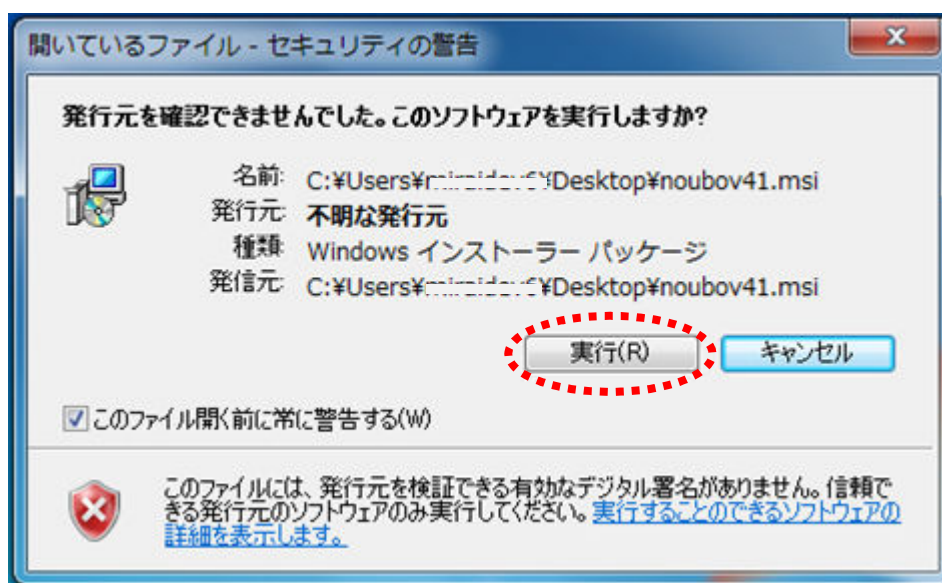 開いているファイル - セキュリティの警告
発行元を確認できませんでした。このソフトウェアを実行しますか?
名前: C:¥Users¥ ¥Desktop¥noubov41.msi
発行元: 不明な発行元
種類: Windows インストーラー パッケージ
発信元: C:¥Users¥ ¥Desktop¥noubov41.msi
実行(R) キャンセル
このファイル開く前に常に警告する(W)
このファイルには、発行元を検証できる有効なデジタル署名がありません。信頼で
きる発行元のソフトウェアのみ実行してください。実行することのできるソフトウェアの
詳細を表示します。